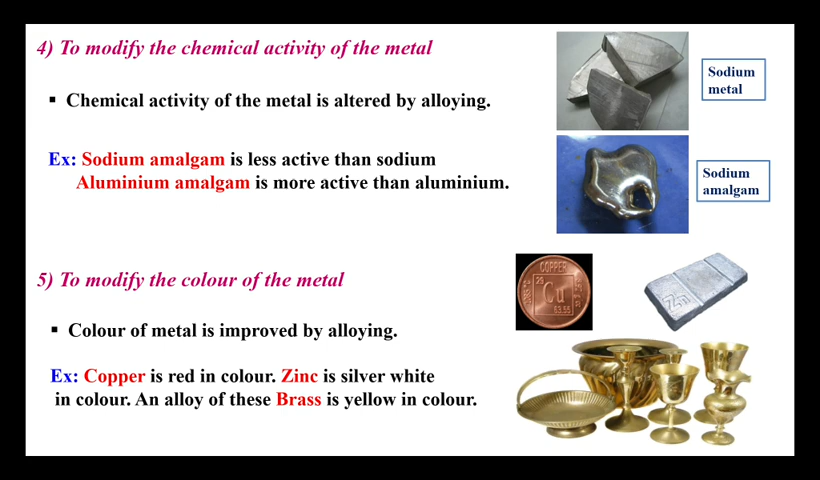 4) To modify the chemical activity of the metal
▪ Chemical activity of the metal is altered by alloying.
Ex: Sodium amalgam is less active than sodium
Aluminium amalgam is more active than aluminium.
Sodium
metal
Sodium
amalgam
5) To modify the colour of the metal
▪ Colour of metal is improved by alloying.
Ex: Copper is red in colour. Zinc is silver white
in colour. An alloy of these Brass is yellow in colour.
COPPER
29
Cu
63.55
Zn